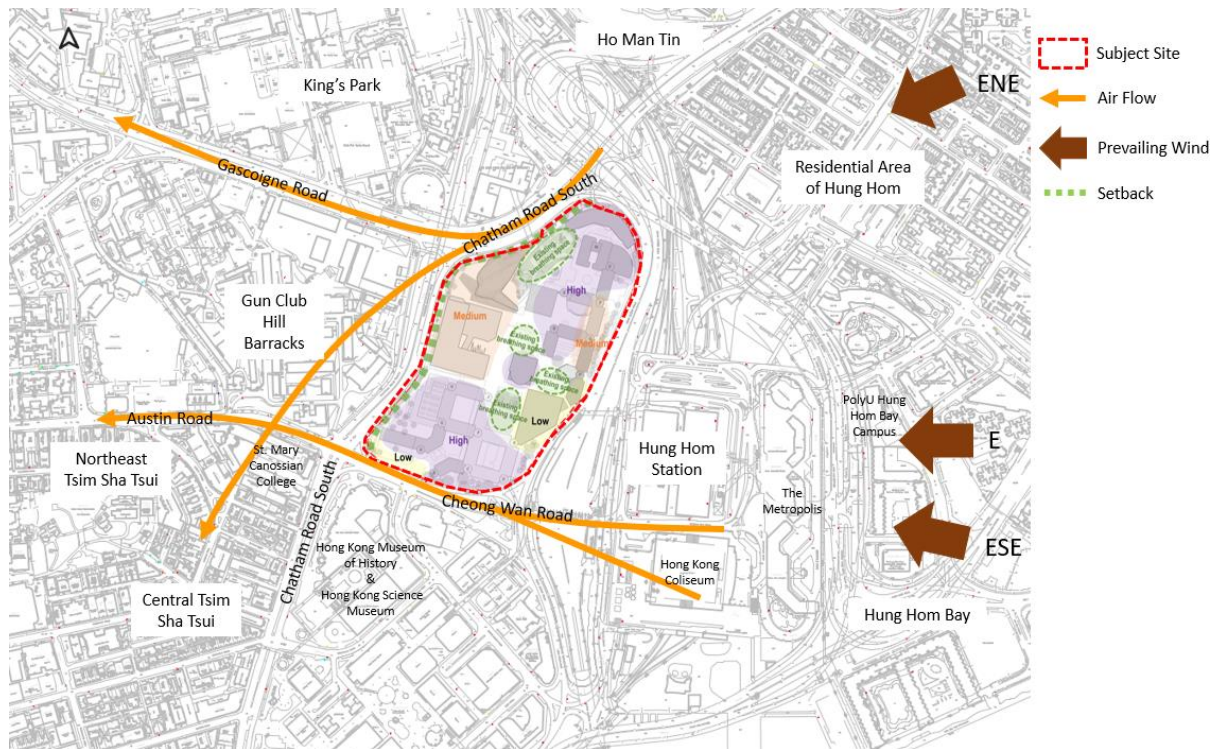 Ho Man Tin
King's Park
ENE
Residential Area
of Hung Hom
Gascoigne Road
Chatham Road South
Existing
breathing space
High
Medium
Gun Club
Hill
Barracks
Existing
breathing space
Medium
Existing
breathing space
Existing
breathing space
Low
High
Low
Austin Road
Northeast
Tsim Sha Tsui
St. Mary
Canossian
College
Chatham Road South
Cheong Wan Road
Hung Hom
Station
PolyU Hung
Hom Bay
Campus
E
The
Metropolis
ESE
Hong Kong Museum
of History
&
Hong Kong Science
Museum
Hong Kong
Coliseum
Central Tsim
Sha Tsui
Hung Hom Bay
Subject Site
Air Flow
Prevailing Wind
Setback